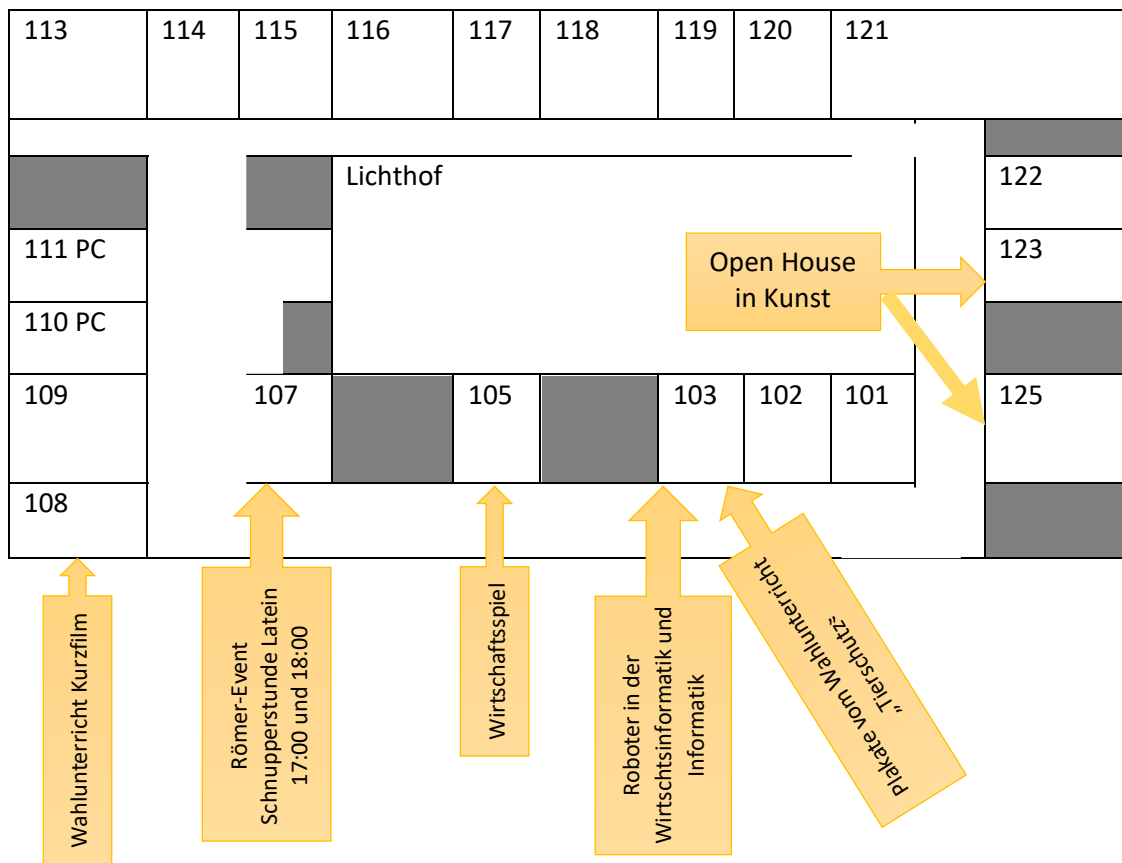 113 114 115 116 117 118 119 120 121
Lichthof 122
111 PC 123
Open House
in Kunst
110 PC
109 107 105 103 102 101 125
108
Wahlunterricht Kurzfilm
Römer-Event
Schnupperstunde Latein
17:00 und 18:00
Wirtschaftsspiel
Roboter in der
Wirtschtsinformatik und
Informatik
Plakate vom Wahlunterricht
„Tierschutz“